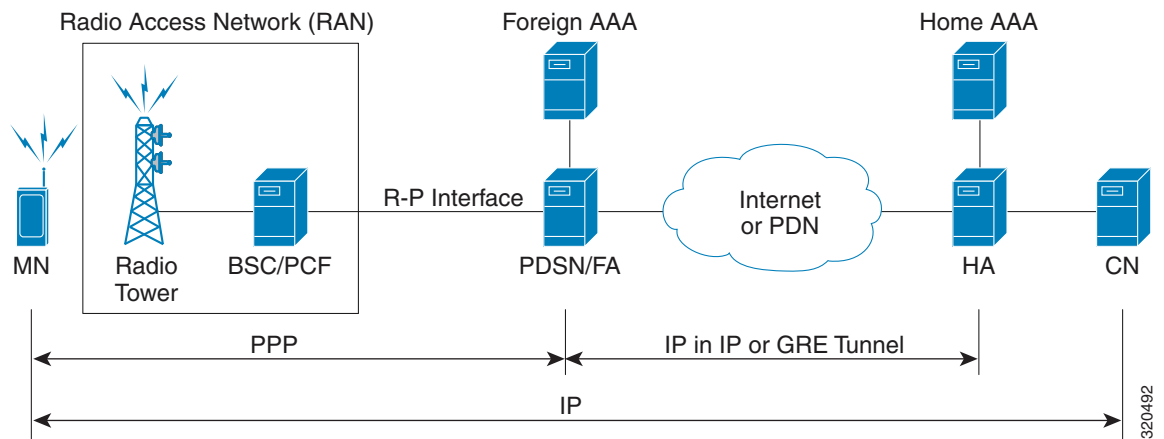 Radio Access Network (RAN)
Foreign AAA
Home AAA
R-P Interface
Internet
or PDN
MN
Radio
Tower
BSC/PCF
PDSN/FA
HA
CN
PPP
IP in IP or GRE Tunnel
IP
320492